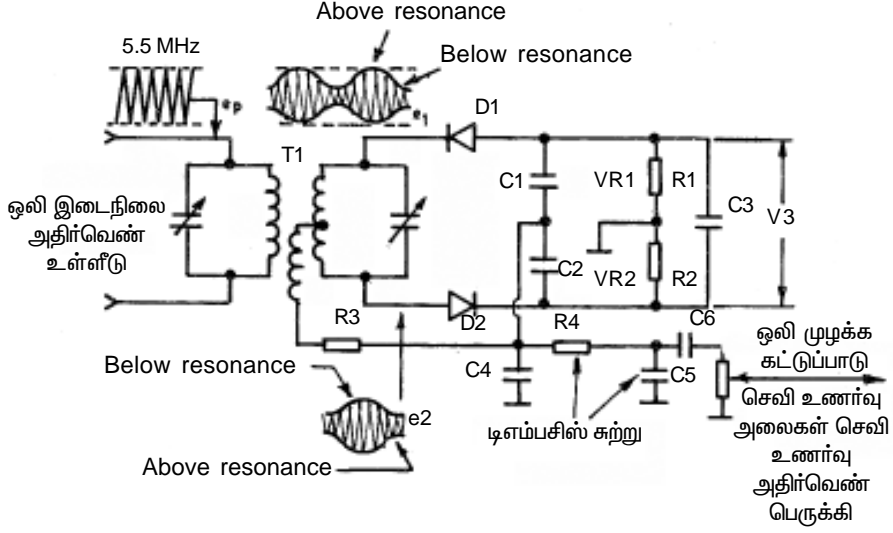 Above resonance
5.5 MHz
Below resonance
ep
e1
D1
T1
C1
VR1
R1
C3
V3
ஒலி இடைநிலை
அதிர்வெண்
உள்ளீடு
C2
VR2
R2
R3
D2
R4
C6
ஒலி முழக்க
கட்டுப்பாடு
Below resonance
C4
C5
செவி உணர்வு
அலைகள் செவி
உணர்வு
அதிர்வெண்
பெருக்கி
e2
டிஎம்பசிஸ் சுற்று
Above resonance